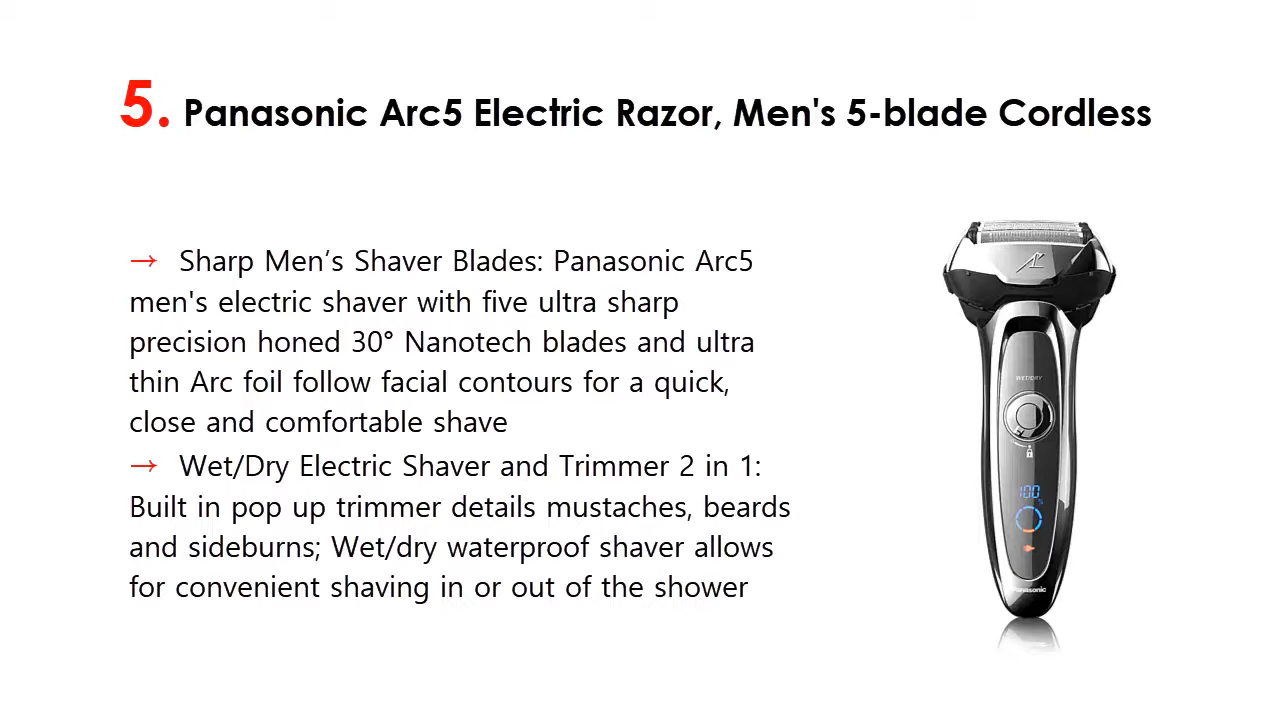 5. Panasonic Arc5 Electric Razor, Men's 5-blade Cordless
→ Sharp Men’s Shaver Blades: Panasonic Arc5
men's electric shaver with five ultra sharp
precision honed 30° Nanotech blades and ultra
thin Arc foil follow facial contours for a quick,
close and comfortable shave
→ Wet/Dry Electric Shaver and Trimmer 2 in 1:
Built in pop up trimmer details mustaches, beards
and sideburns; Wet/dry waterproof shaver allows
for convenient shaving in or out of the shower
WET/DRY
100
Panasonic